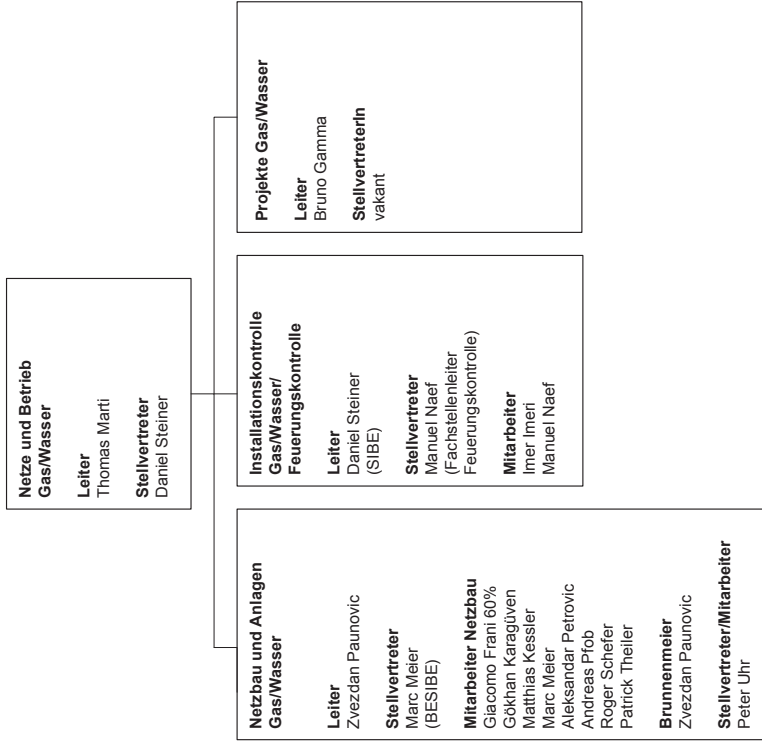 Netze und Betrieb
Gas/Wasser
Leiter
Thomas Marti
Stellvertreter
Daniel Steiner
Netzbau und Anlagen
Gas/Wasser
Leiter
Zvezdan Paunovic
Stellvertreter
Marc Meier
(BESIBE)
Mitarbeiter Netzbau
Giacomo Frani 60%
Gökhan Karagüven
Matthias Kessler
Marc Meier
Aleksandar Petrovic
Andreas Pfob
Roger Schefer
Patrick Theiler
Brunnenmeier
Zvezdan Paunovic
Stellvertreter/Mitarbeiter
Peter Uhr
Installationskontrolle
Gas/Wasser/
Feuerungskontrolle
Leiter
Daniel Steiner
(SIBE)
Stellvertreter
Manuel Naef
(Fachstellenleiter
Feuerungskontrolle)
Mitarbeiter
Imer Imeri
Manuel Naef
Projekte Gas/Wasser
Leiter
Bruno Gamma
StellvertreterIn
vakant